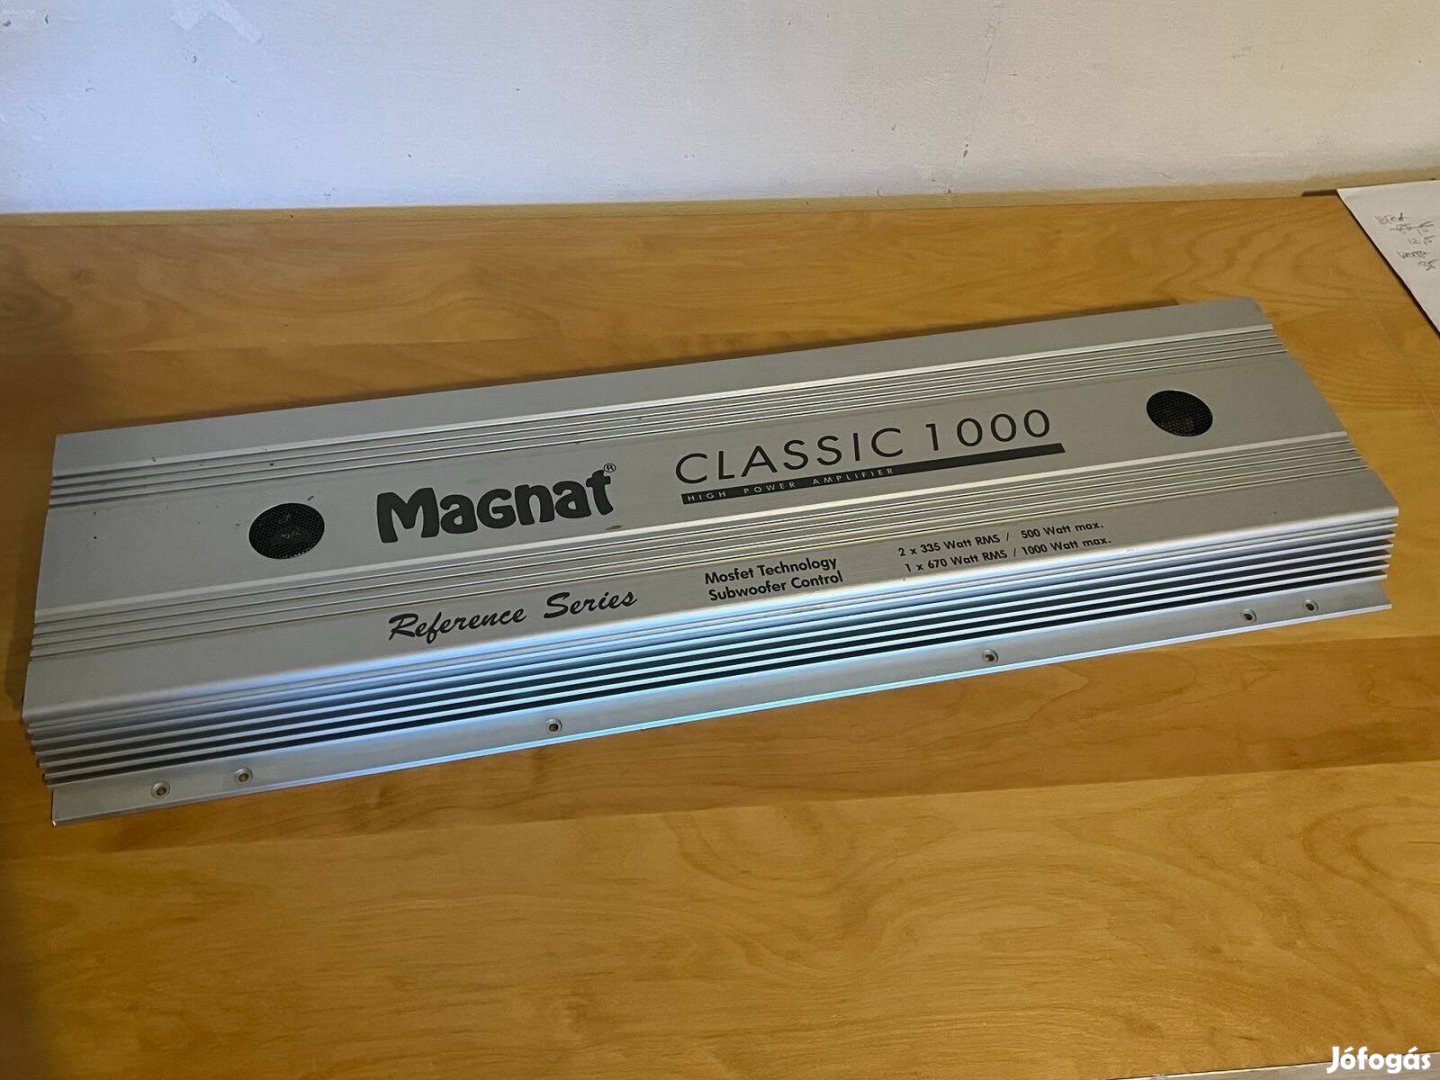 Magnat®
CLASSIC 1000
HIGH POWER AMPLIFIER
Reference Series
Mosfet Technology
Subwoofer Control
2 x 335 Watt RMS / 500 Watt max.
1 x 670 Watt RMS / 1000 Watt max.
Jófogás